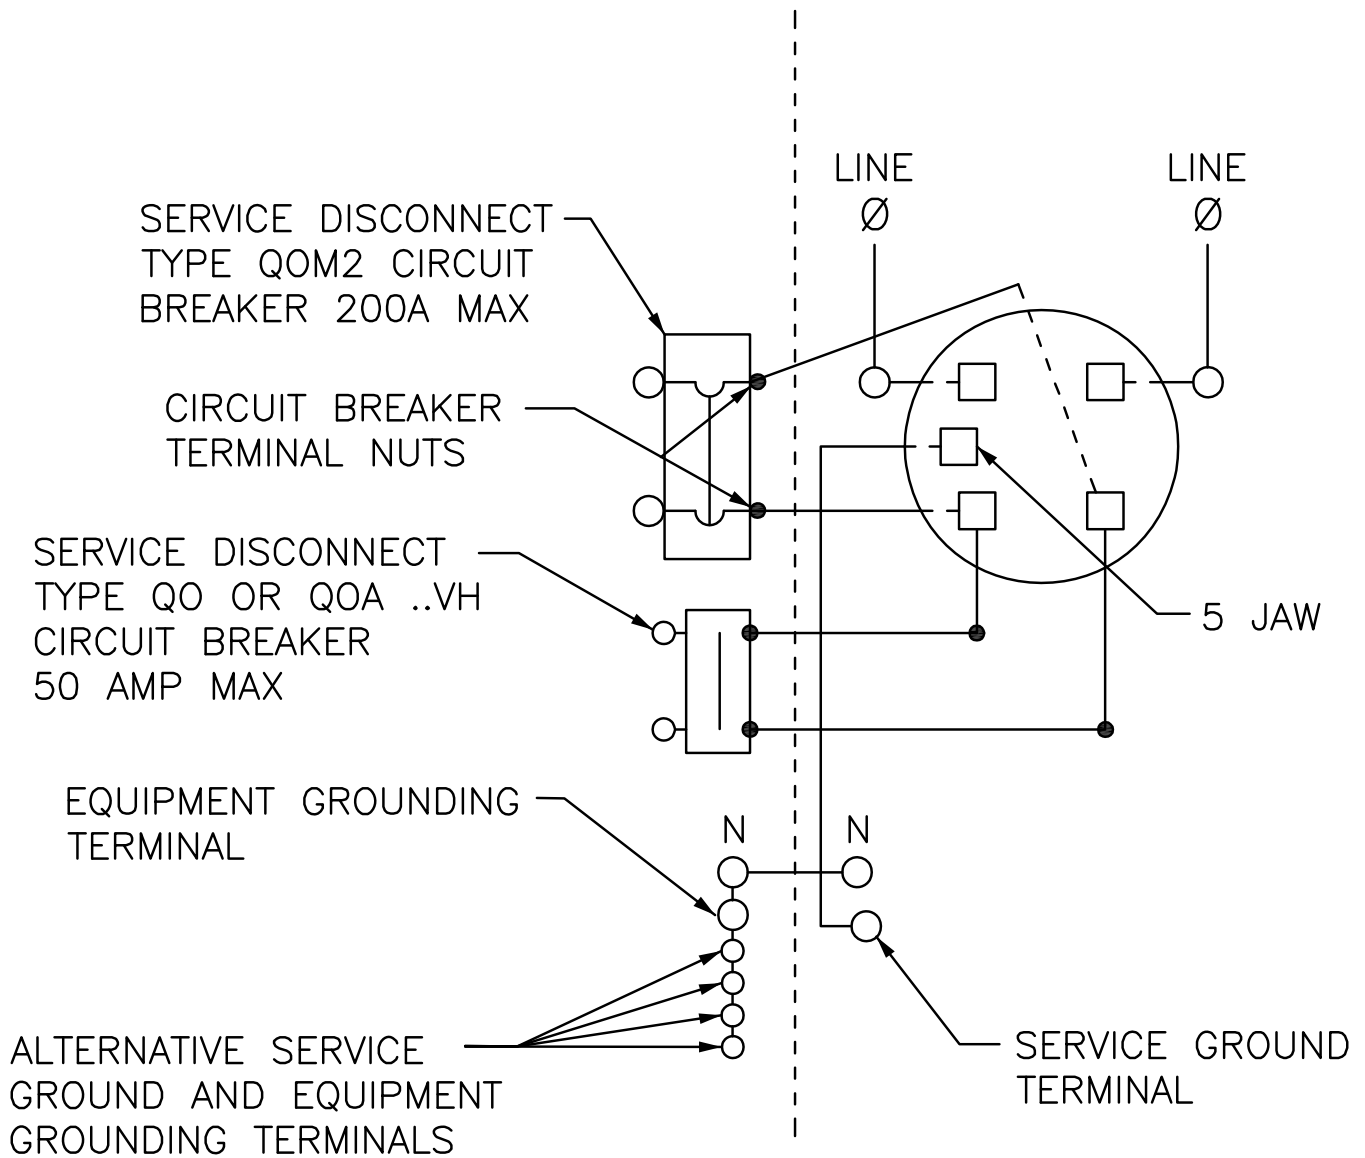 LINE
Ø
LINE
Ø
SERVICE DISCONNECT
TYPE QOM2 CIRCUIT
BREAKER 200A MAX
CIRCUIT BREAKER
TERMINAL NUTS
SERVICE DISCONNECT
TYPE QO OR QOA ..VH
CIRCUIT BREAKER
50 AMP MAX
5 JAW
EQUIPMENT GROUNDING
TERMINAL
N
N
ALTERNATIVE SERVICE
GROUND AND EQUIPMENT
GROUNDING TERMINALS
SERVICE GROUND
TERMINAL